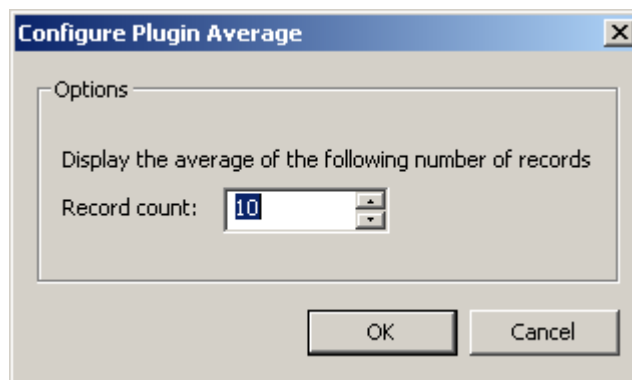 Configure Plugin Average
Options
Display the average of the following number of records
Record count: 10
OK Cancel